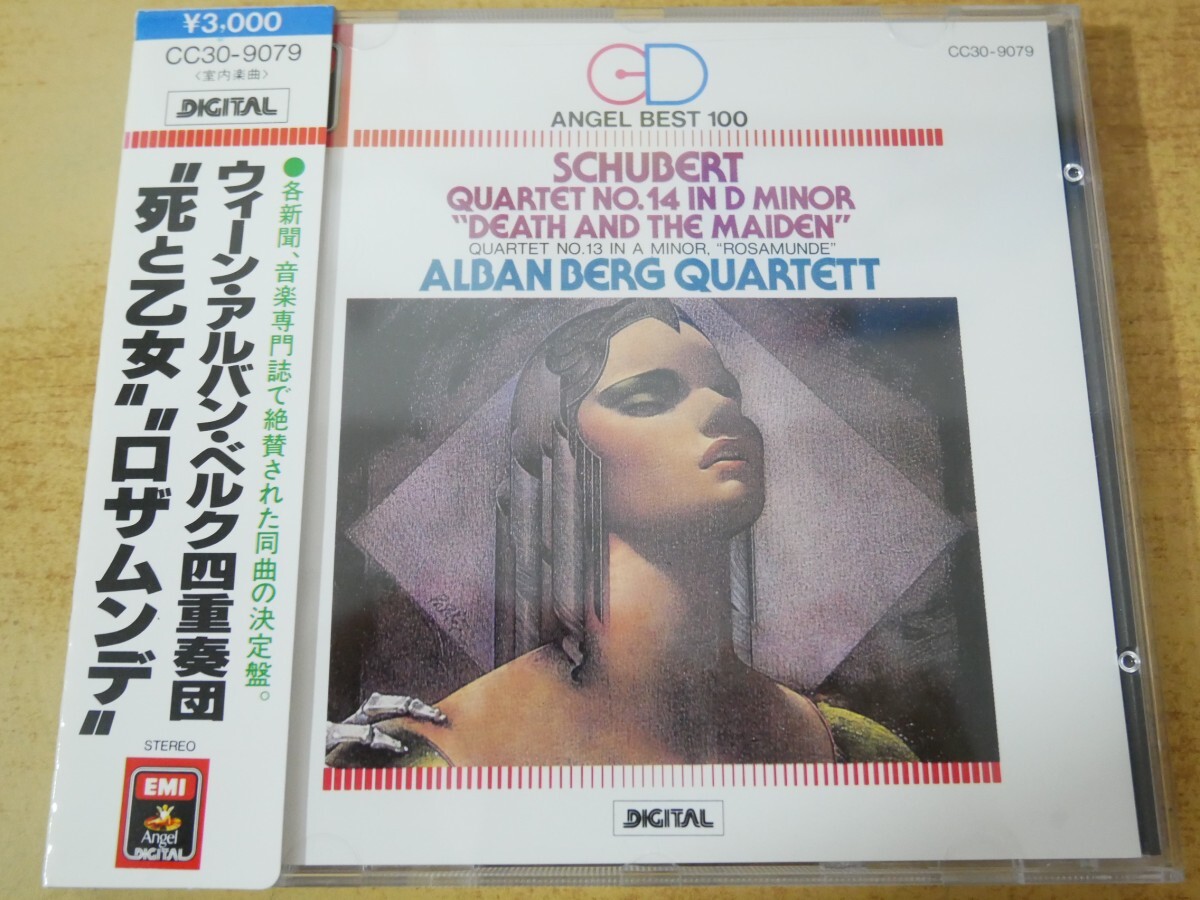 ¥3,000
CC30-9079
〈室内楽曲〉
DIGITAL
●各新聞、音楽専門誌で絶賛された同曲の決定盤。
ウィーン・アルバン・ベルク四重奏団
"死と乙女" "ロザムンデ"
STEREO
EMI
Angel
DIGITAL
CD
CC30-9079
ANGEL BEST 100
SCHUBERT
QUARTET NO.14 IN D MINOR
"DEATH AND THE MAIDEN"
QUARTET NO.13 IN A MINOR, "ROSAMUNDE"
ALBAN BERG QUARTETT
DIGITAL